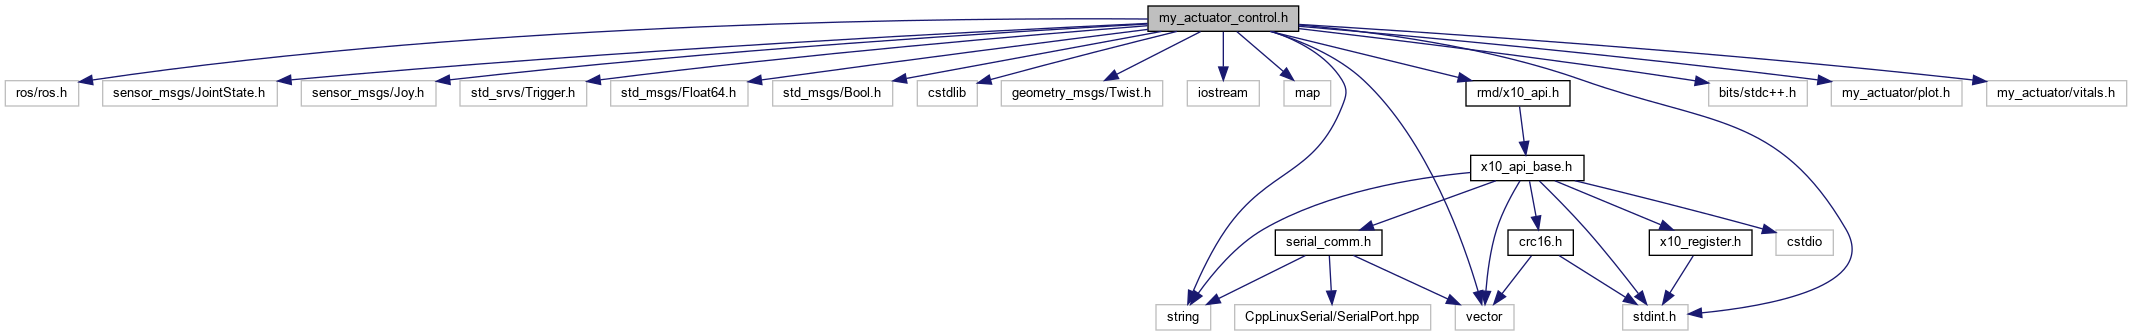 my_actuator_control.h
ros/ros.h
sensor_msgs/JointState.h
sensor_msgs/Joy.h
std_srvs/Trigger.h
std_msgs/Float64.h
std_msgs/Bool.h
cstdlib
geometry_msgs/Twist.h
iostream
map
rmd/x10_api.h
bits/stdc++.h
my_actuator/plot.h
my_actuator/vitals.h
x10_api_base.h
serial_comm.h
crc16.h
x10_register.h
cstdio
string
CppLinuxSerial/SerialPort.hpp
vector
stdint.h